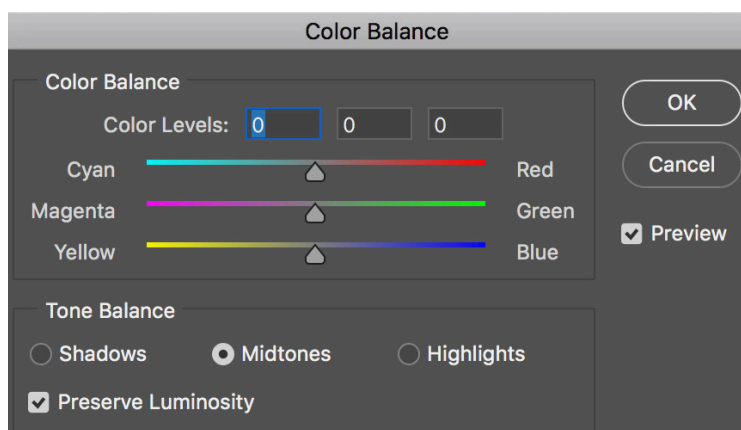 Color Balance
Color Balance
Color Levels: 0 0 0
Cyan Red
Magenta Green
Yellow Blue
OK
Cancel
Preview
Tone Balance
Shadows Midtones Highlights
Preserve Luminosity